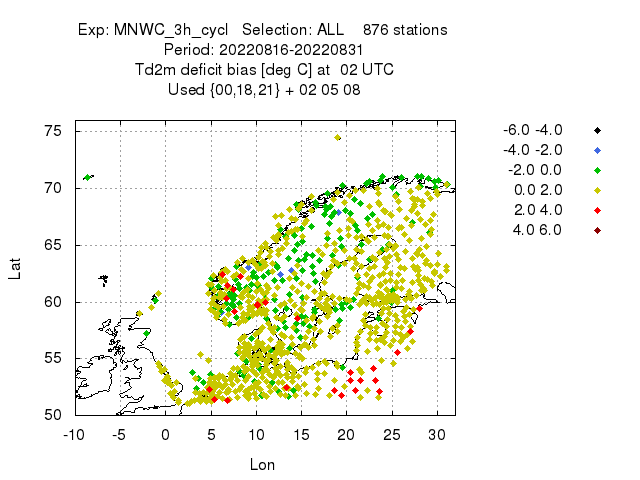 Exp: MNWC_3h_cycl   Selection: ALL    876 stations
Period: 20220816-20220831
Td2m deficit bias [deg C] at  02 UTC
Used {00,18,21} + 02 05 08
-6.0 -4.0
-4.0 -2.0
-2.0 0.0
0.0 2.0
2.0 4.0
4.0 6.0
75
70
65
60
55
50
Lat
-10 -5 0 5 10 15 20 25 30
Lon